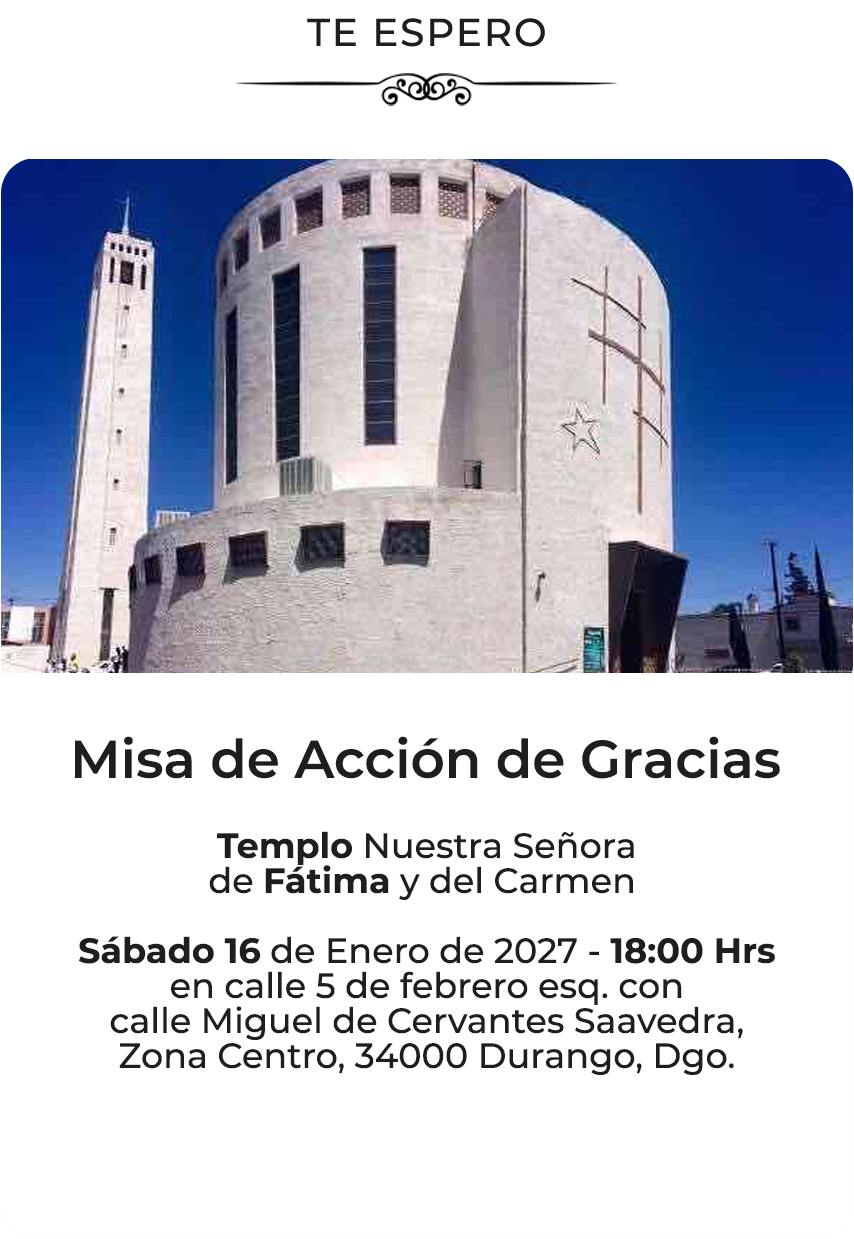 TE ESPERO
Misa de Acción de Gracias
Templo Nuestra Señora
de Fátima y del Carmen
Sábado 16 de Enero de 2027 - 18:00 Hrs
en calle 5 de febrero esq. con
calle Miguel de Cervantes Saavedra,
Zona Centro, 34000 Durango, Dgo.